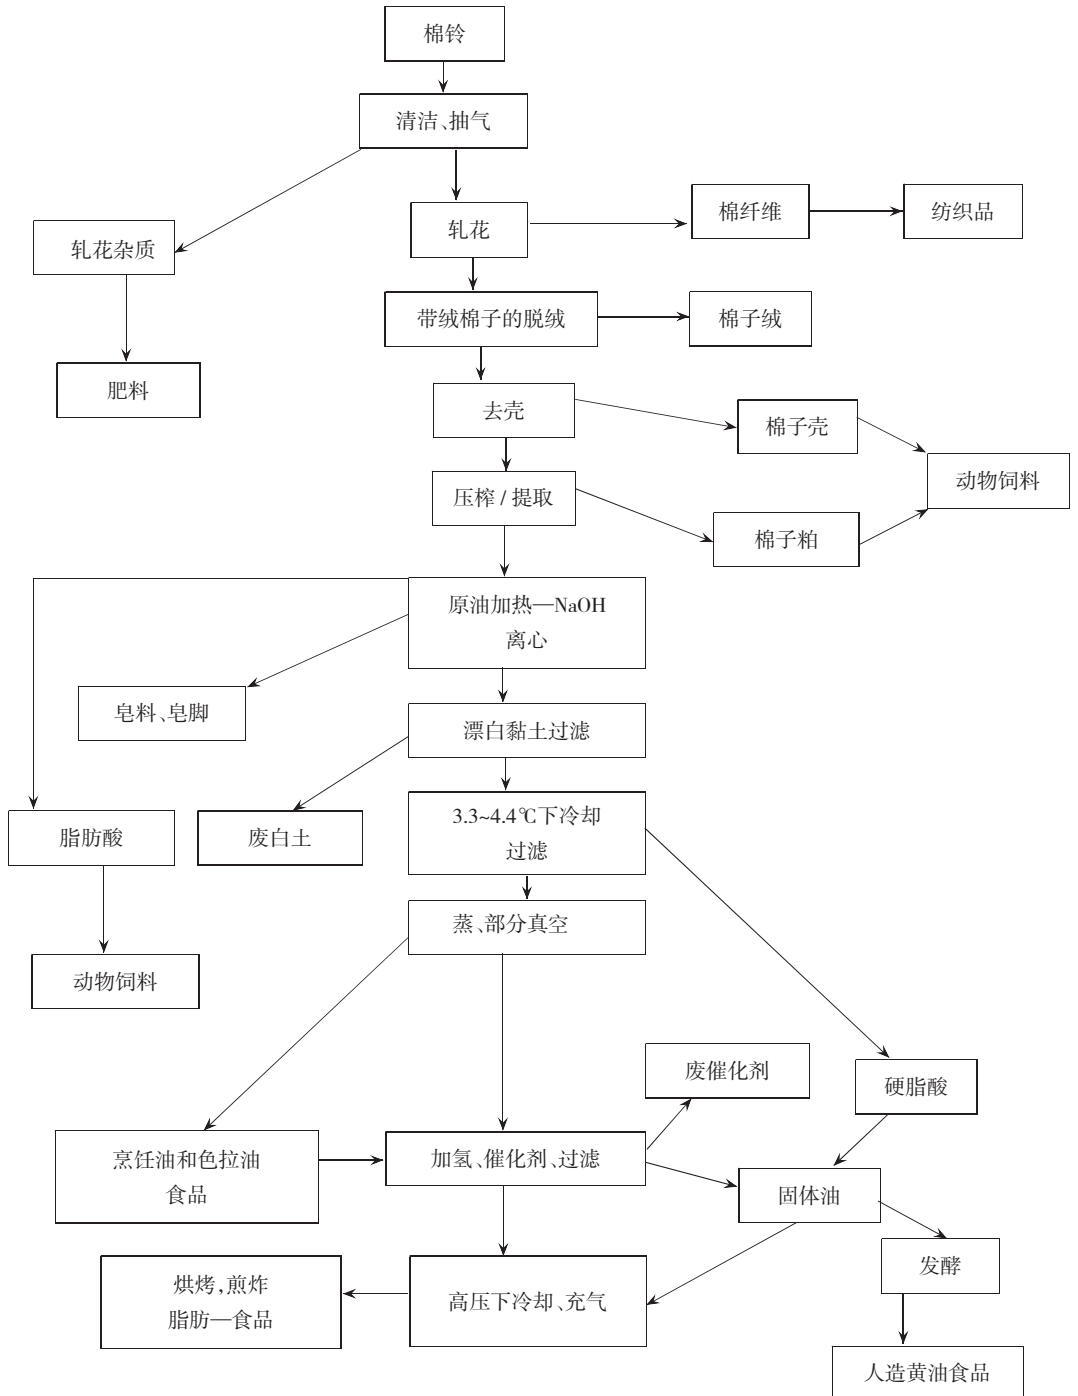 棉铃
清洁、抽气
轧花
棉纤维
纺织品
轧花杂质
带绒棉子的脱绒
棉子绒
肥料
去壳
棉子壳
动物饲料
压榨/提取
棉子粕
原油加热—NaOH
离心
皂料、皂脚
漂白黏土过滤
3.3~4.4℃下冷却
过滤
脂肪酸
废白土
蒸、部分真空
动物饲料
废催化剂
硬脂酸
烹饪油和色拉油
食品
加氢、催化剂、过滤
固体油
发酵
烘烤,煎炸
脂肪—食品
高压下冷却、充气
人造黄油食品